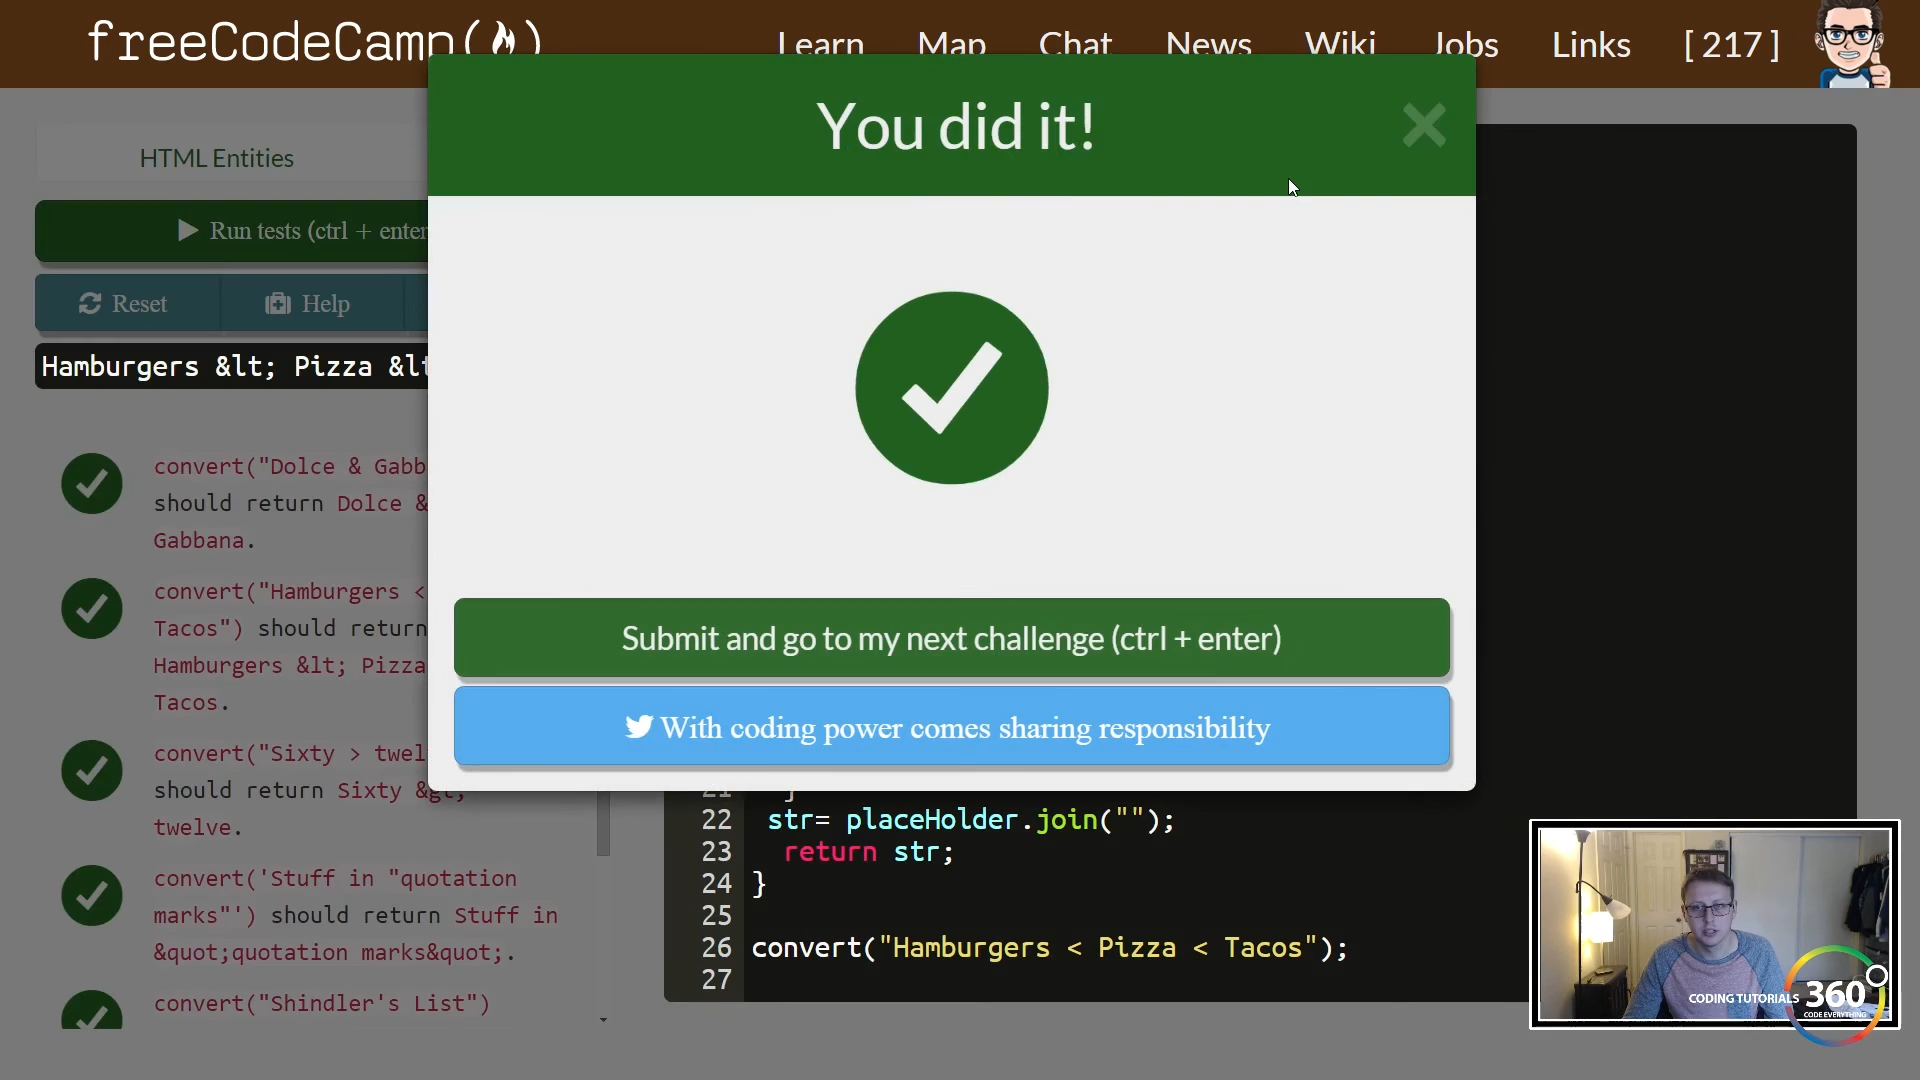 freeCodeCamp(🔥)
Learn Map Chat News Wiki Jobs Links [ 217 ]
You did it!
HTML Entities
Run tests (ctrl + enter
Reset Help
Hamburgers &lt; Pizza &lt
convert("Dolce & Gabb
should return Dolce &
Gabbana.
convert("Hamburgers <
Tacos") should return
Hamburgers &lt; Pizza
Tacos.
convert("Sixty > twel
should return Sixty &gt;
twelve.
convert('Stuff in "quotation
marks"') should return Stuff in
&quot;quotation marks&quot;.
convert("Shindler's List")
Submit and go to my next challenge (ctrl + enter)
With coding power comes sharing responsibility
21 }
22 str= placeHolder.join("");
23 return str;
24 }
25
26 convert("Hamburgers < Pizza < Tacos");
27
CODING TUTORIALS 360
CODE EVERYTHING